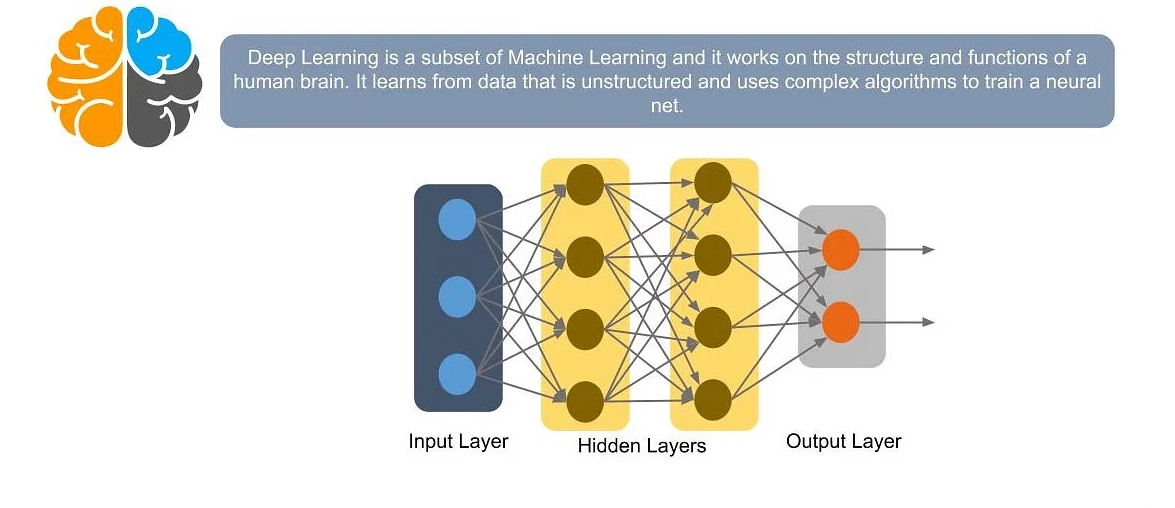 Deep Learning is a subset of Machine Learning and it works on the structure and functions of a
human brain. It learns from data that is unstructured and uses complex algorithms to train a neural
net.
Input Layer
Hidden Layers
Output Layer